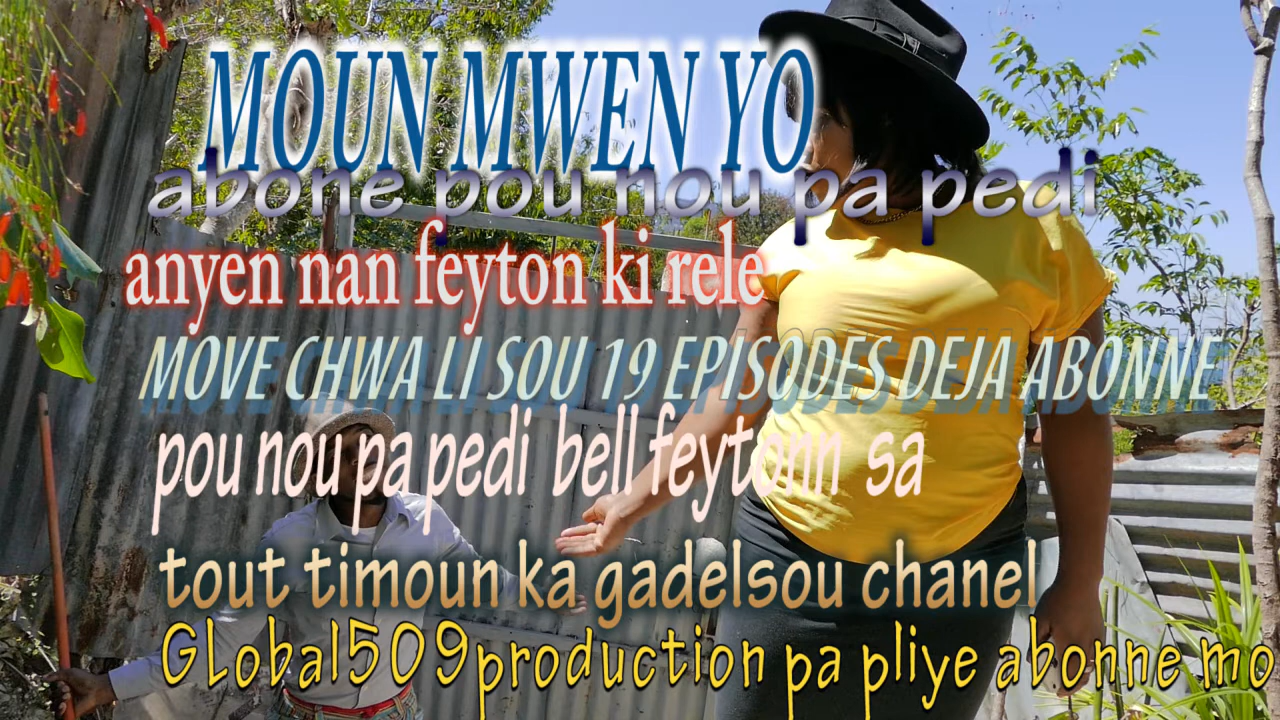 MOUN MWEN YO
abone pou nou pa pedi
anyen nan feyton ki rele
MOVE CHWA LI SOU 19 EPISODES DEJA ABONNE
pou nou pa pedi bell feytonn sa
tout timoun ka gadelsou chanel
GLobal509production pa pliye abonne mo